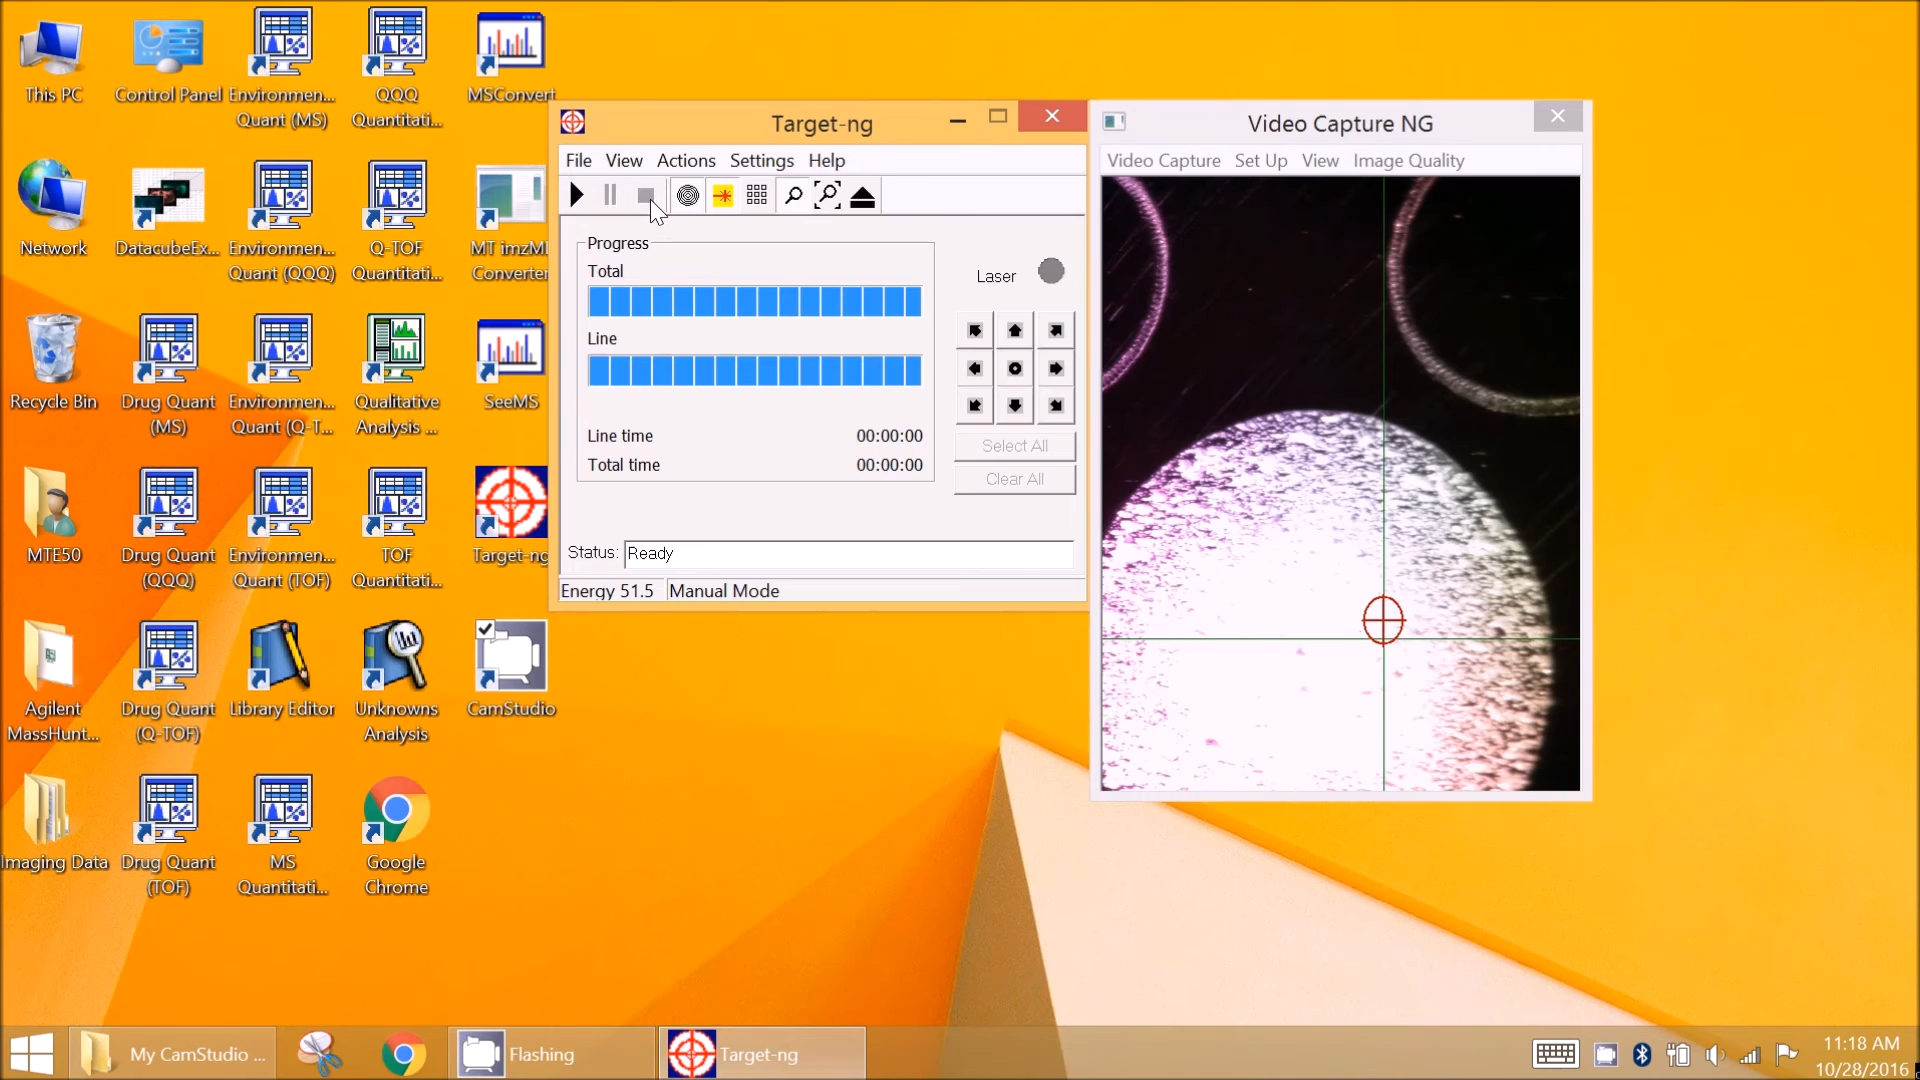 This PC
Control Panel
Environmen...
Quant (MS)
QQQ
Quantitati...
MSConvert
Network
DatacubeEx...
Environmen...
Quant (QQQ)
Q-TOF
Quantitati...
MT imzML
Converter
Recycle Bin
Drug Quant
(MS)
Environmen...
Quant (Q-T...
Qualitative
Analysis ...
SeeMS
MTE50
Drug Quant
(QQQ)
Environmen...
Quant (TOF)
TOF
Quantitati...
Target-ng
Agilent
MassHunt...
Drug Quant
(Q-TOF)
Library Editor
Unknowns
Analysis
CamStudio
Imaging Data
Drug Quant
(TOF)
MS
Quantitati...
Google
Chrome
Target-ng
File View Actions Settings Help
Progress
Total
Line
Line time 00:00:00
Total time 00:00:00
Laser
Select All
Clear All
Status: Ready
Energy 51.5 Manual Mode
Video Capture NG
Video Capture Set Up View Image Quality
My CamStudio ...
Flashing
Target-ng
11:18 AM
10/28/2016